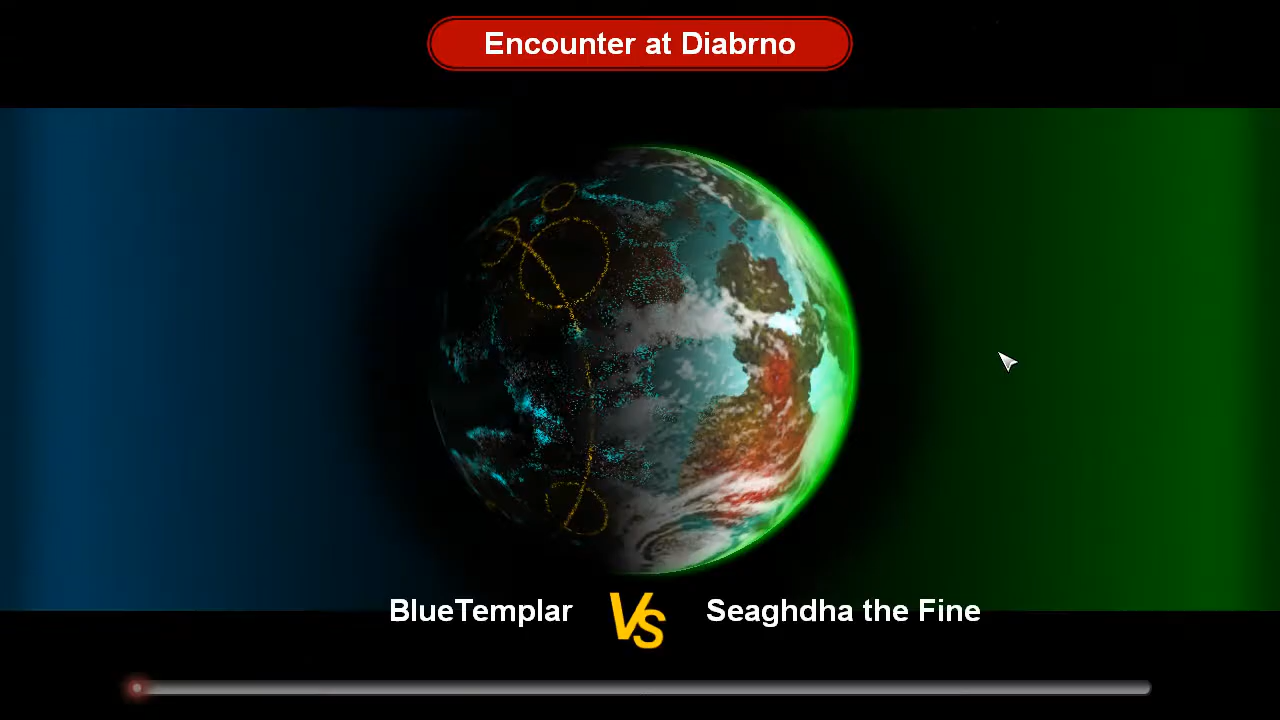 Encounter at Diabrno
BlueTemplar VS Seaghdha the Fine